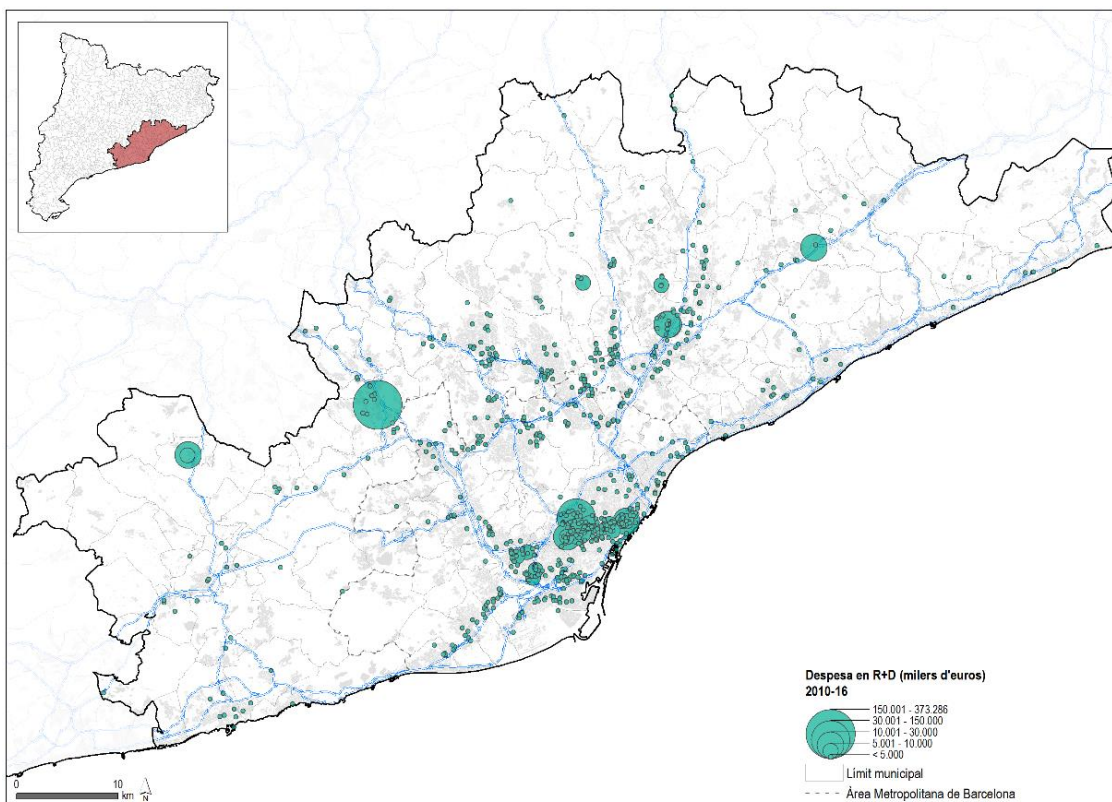 Despesa en R+D (milers d'euros)
2010-16
150.001 - 373.286
30.001 - 150.000
10.001 - 30.000
5.001 - 10.000
< 5.000
Límit municipal
Àrea Metropolitana de Barcelona
0 10
km N